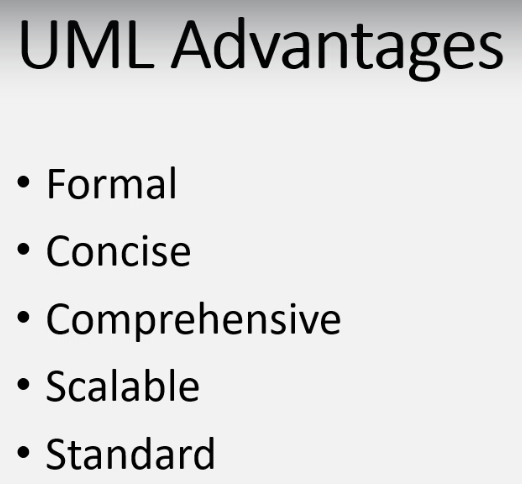 UML Advantages
• Formal
• Concise
• Comprehensive
• Scalable
• Standard